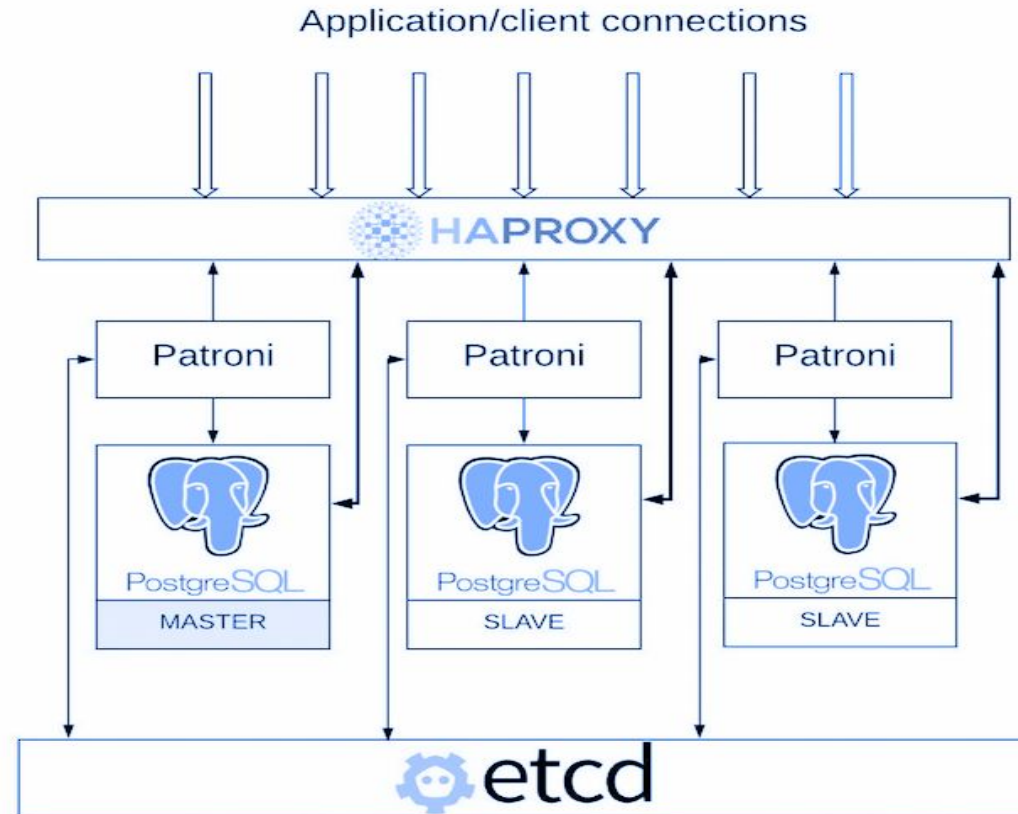 Application/client connections
HAPROXY
Patroni
Patroni
Patroni
PostgreSQL
PostgreSQL
PostgreSQL
MASTER
SLAVE
SLAVE
etcd